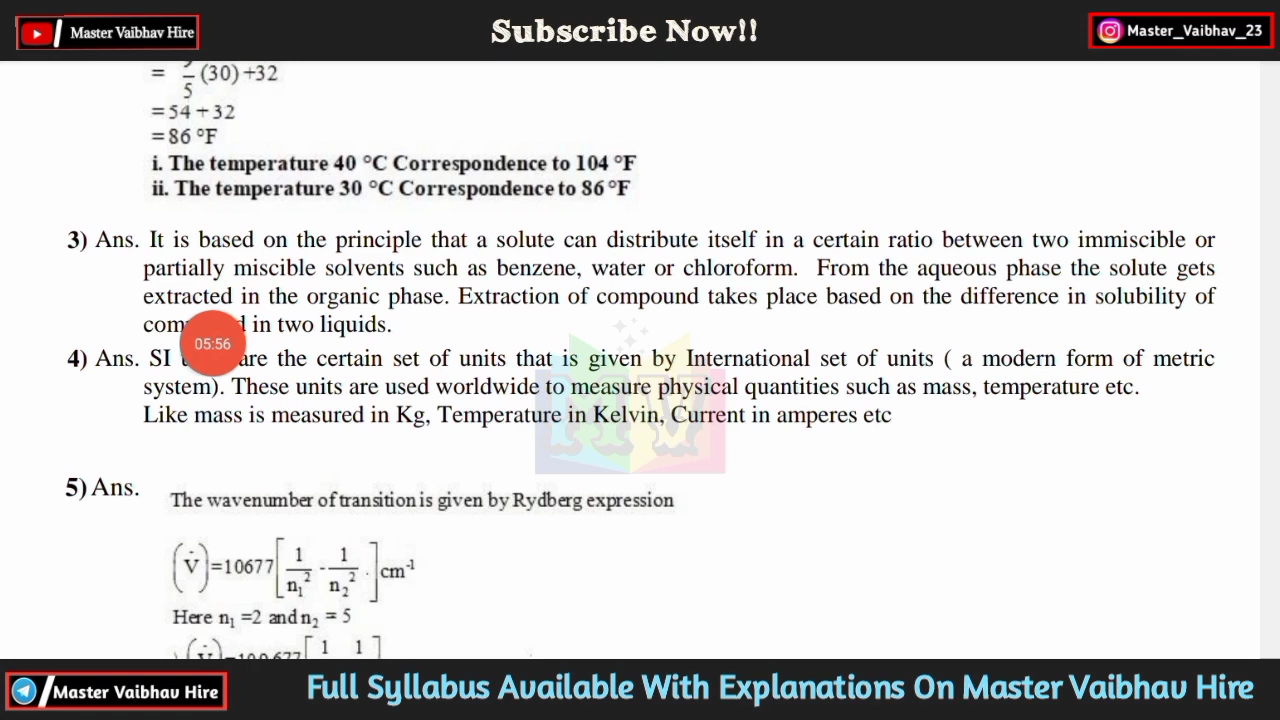 Master Vaibhav Hire
Subscribe Now!!
Master_Vaibhav_23
= 5 (30) +32
= 54 + 32
= 86 °F
i. The temperature 40 °C Correspondence to 104 °F
ii. The temperature 30 °C Correspondence to 86 °F
3) Ans. It is based on the principle that a solute can distribute itself in a certain ratio between two immiscible or
partially miscible solvents such as benzene, water or chloroform. From the aqueous phase the solute gets
extracted in the organic phase. Extraction of compound takes place based on the difference in solubility of
in two liquids.
05:56
4) Ans. SI are the certain set of units that is given by International set of units ( a modern form of metric
system). These units are used worldwide to measure physical quantities such as mass, temperature etc.
Like mass is measured in Kg, Temperature in Kelvin, Current in amperes etc
MV
5) Ans.
The wavenumber of transition is given by Rydberg expression
(V) =10677 [1/n₁² - 1/n₂² .] cm⁻¹
Here n₁ =2 and n₂ = 5
Master Vaibhav Hire
Full Syllabus Available With Explanations On Master Vaibhav Hire